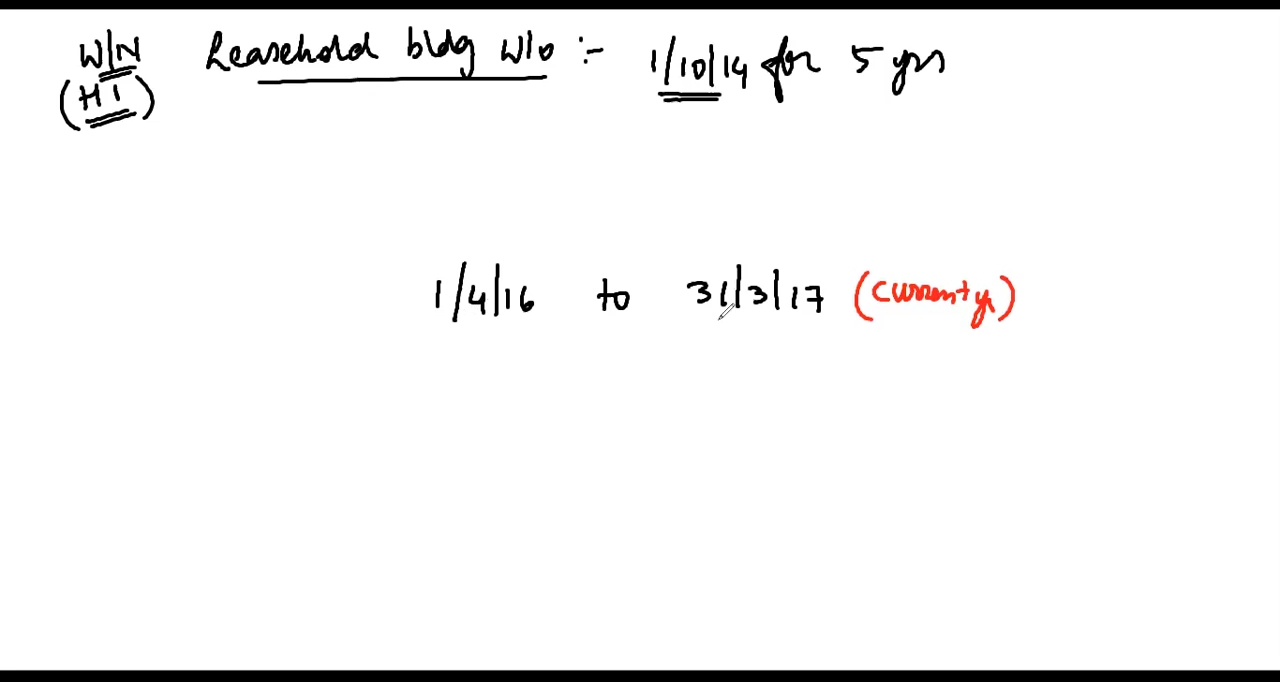 W/N Leasehold bldg w/o :- 1/10/14 for 5 yrs
(H1)
1/4/16 to 31/3/17 (current yr)